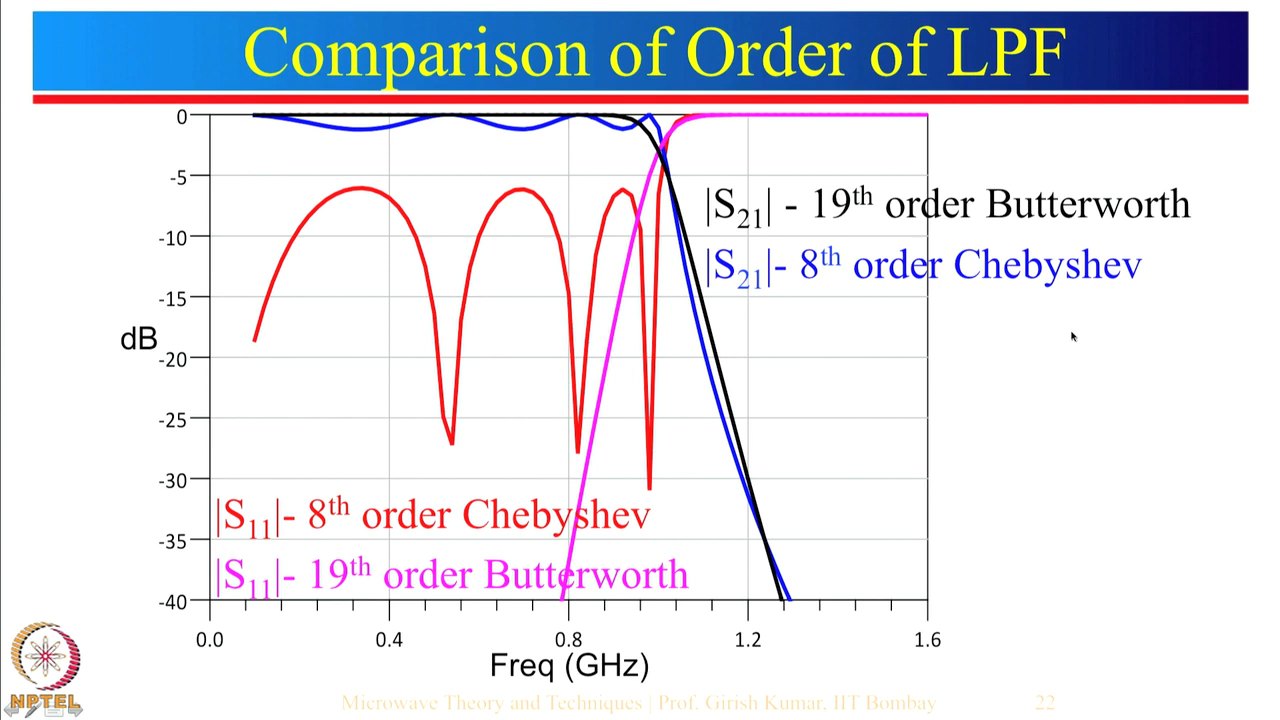 Comparison of Order of LPF
0
-5
-10
-15
-20
-25
-30
-35
-40
dB
|S21| - 19th order Butterworth
|S21|- 8th order Chebyshev
|S11|- 8th order Chebyshev
|S11|- 19th order Butterworth
0.0 0.4 0.8 1.2 1.6
Freq (GHz)
NPTEL
Microwave Theory and Techniques | Prof. Girish Kumar, IIT Bombay 22